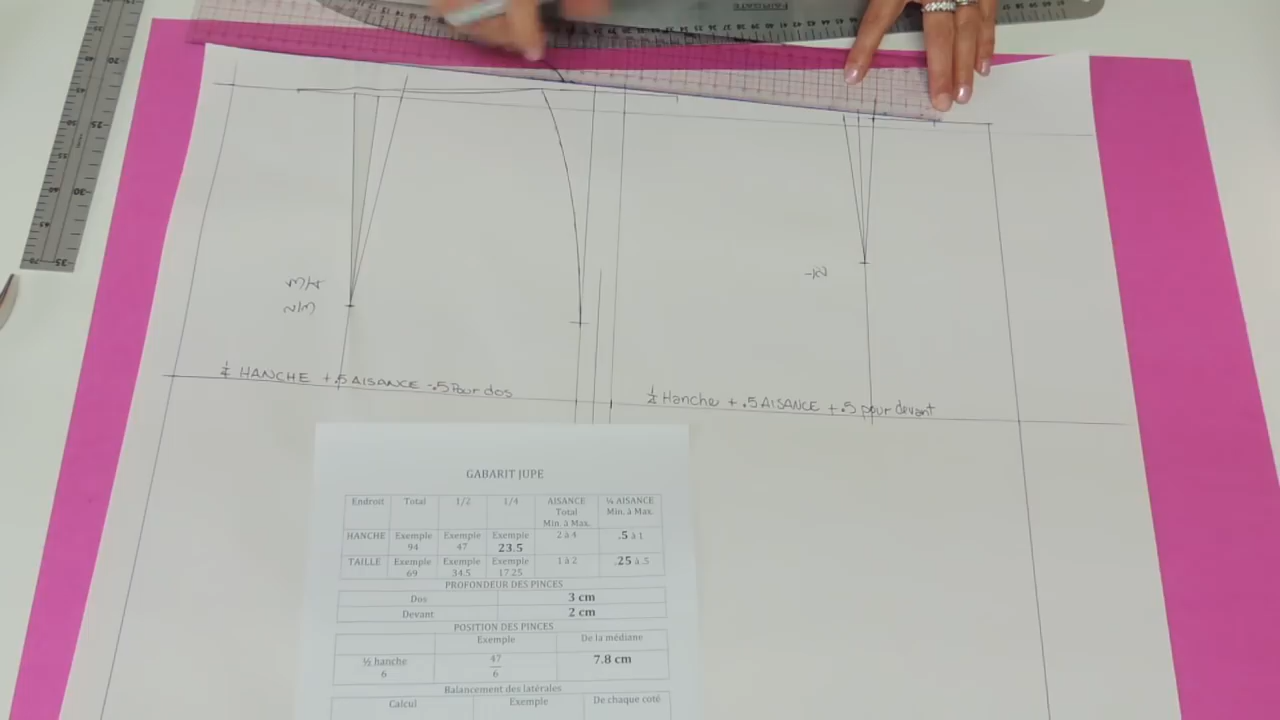 ¼ HANCHE +.5 AISANCE -.5 Pour dos
½ Hanche + .5 AISANCE + .5 pour devant
GABARIT JUPE
Endroit Total 1/2 1/4 AISANCE Total Min. à Max. ¼ AISANCE Min. à Max.
HANCHE Exemple 94 Exemple 47 Exemple 23.5 2 à 4 .5 à 1
TAILLE Exemple 69 Exemple 34.5 Exemple 17.25 1 à 2 .25 à .5
PROFONDEUR DES PINCES
Dos 3 cm
Devant 2 cm
POSITION DES PINCES
Exemple De la médiane
½ hanche 6 47 6 7.8 cm
Balancement des latérales
Calcul Exemple De chaque coté